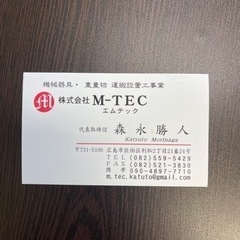 機械器具・重量物 運搬設置工事業
M 株式会社 M-TEC
エムテック
代表取締役 森永勝人
Katsuto Morinaga
〒731-5106 広島市佐伯区利松2丁目21番24号
TEL (082)559-5429
FAX (082)521-3830
携帯 090-4897-7710
m.tec.katuto@gmail.com